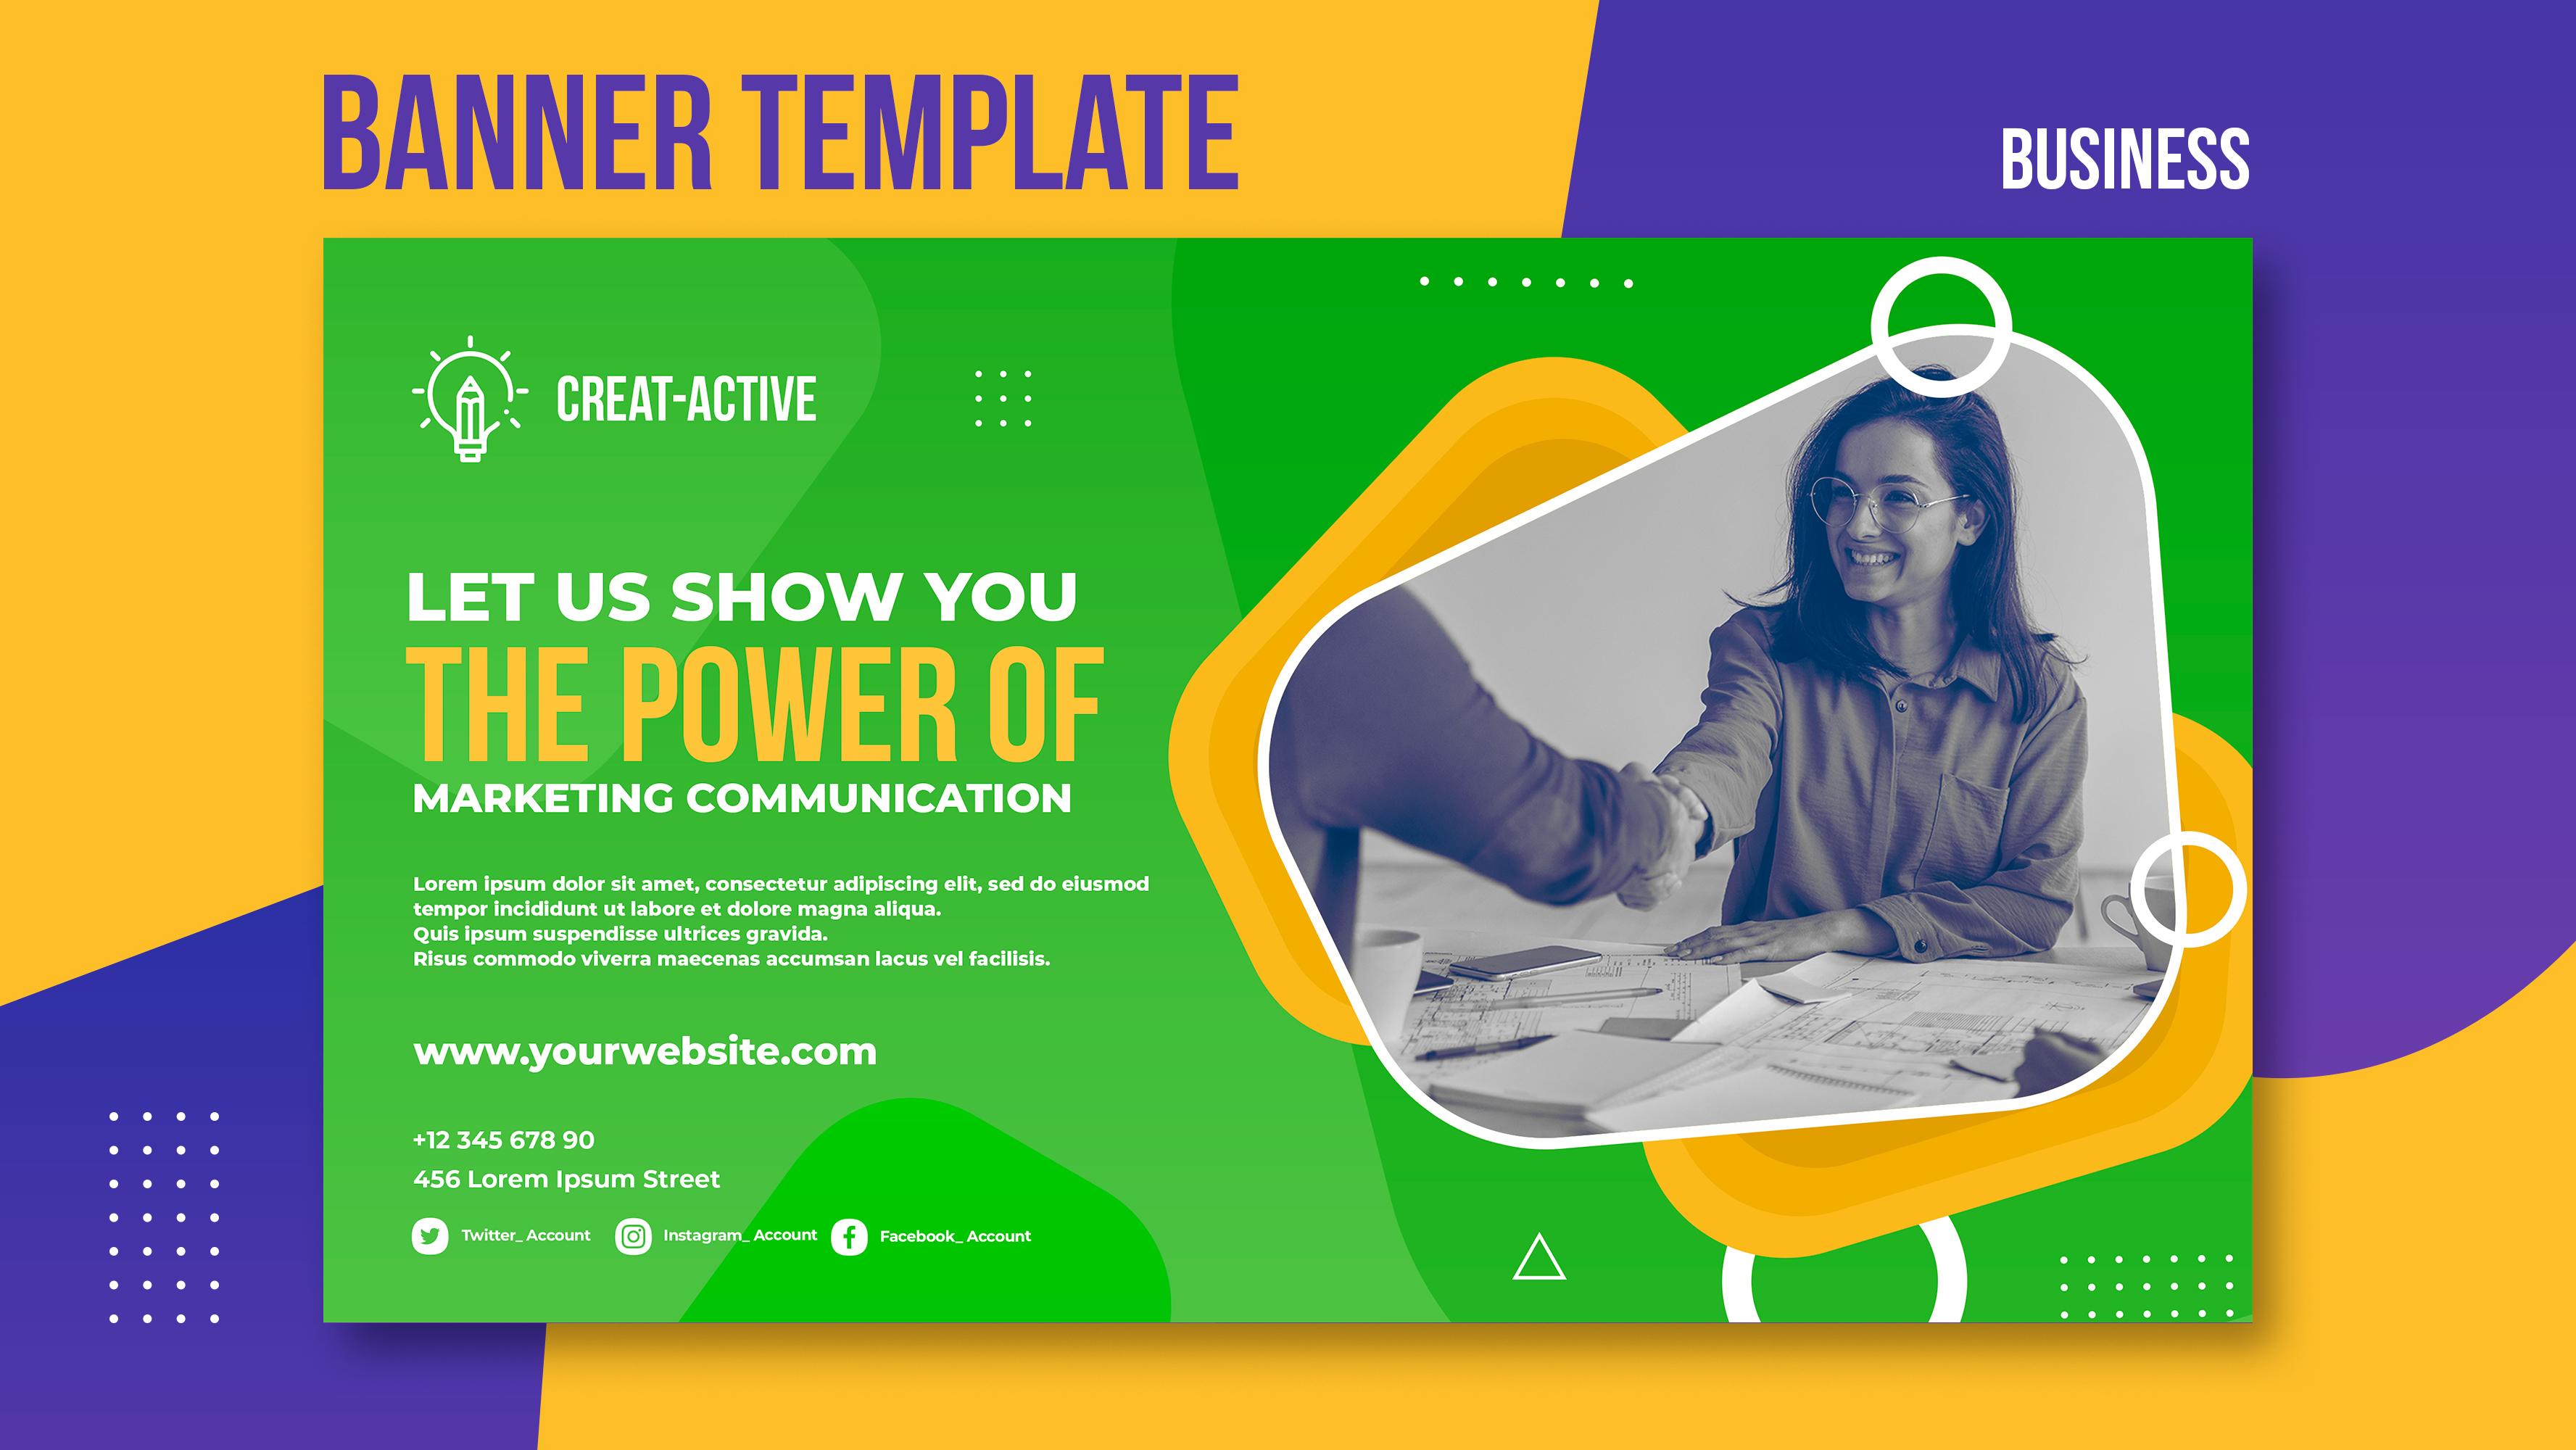 BANNER TEMPLATE
BUSINESS
CREAT-ACTIVE
LET US SHOW YOU
THE POWER OF
MARKETING COMMUNICATION
Lorem ipsum dolor sit amet, consectetur adipiscing elit, sed do eiusmod
tempor incididunt ut labore et dolore magna aliqua.
Quis ipsum suspendisse ultrices gravida.
Risus commodo viverra maecenas accumsan lacus vel facilisis.
www.yourwebsite.com
+12 345 678 90
456 Lorem Ipsum Street
Twitter_ Account Instagram_ Account Facebook_ Account